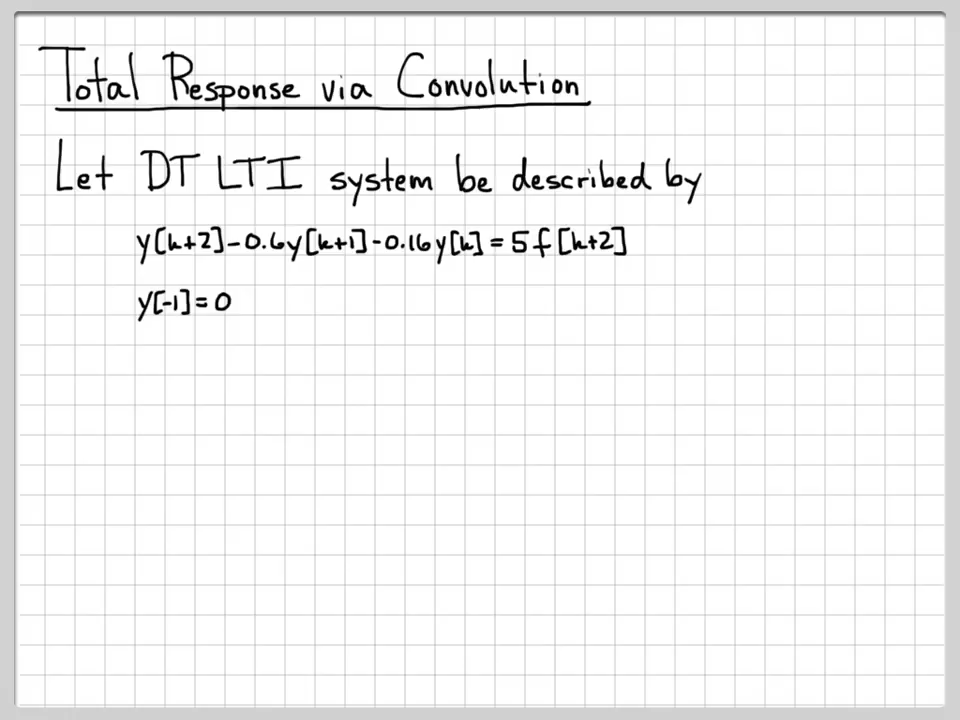 Total Response via Convolution
Let DT LTI system be described by
y[k+2]-0.6y[k+1]-0.16y[k]=5f[k+2]
y[-1]=0